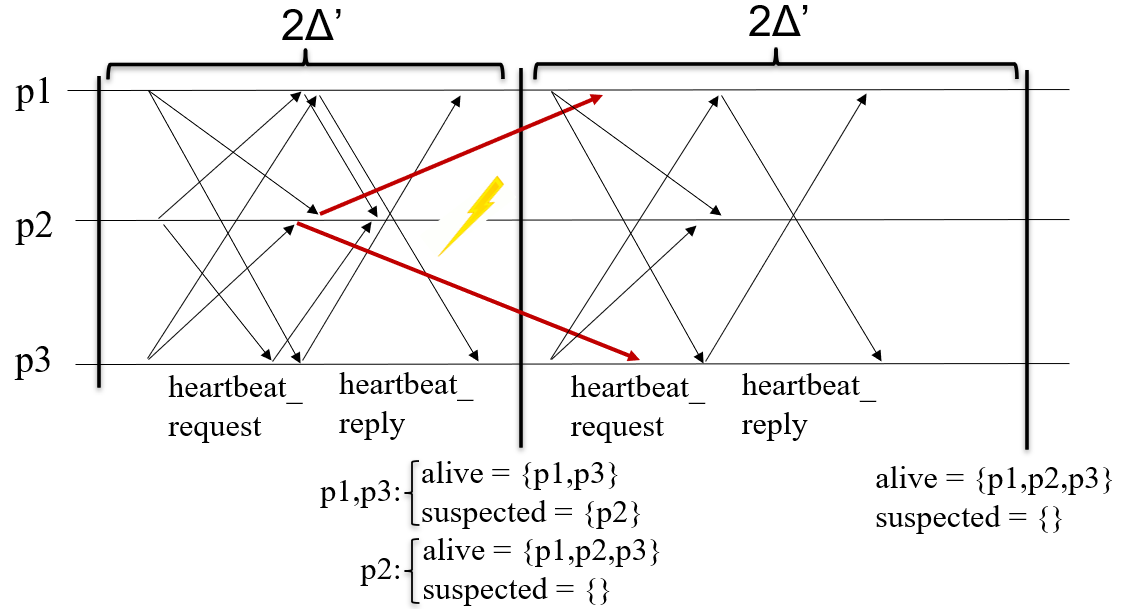 2Δ’
2Δ’
p1
p2
p3
heartbeat_
request
heartbeat_
reply
heartbeat_
request
heartbeat_
reply
p1,p3:
alive = {p1,p3}
suspected = {p2}
p2:
alive = {p1,p2,p3}
suspected = {}
alive = {p1,p2,p3}
suspected = {}